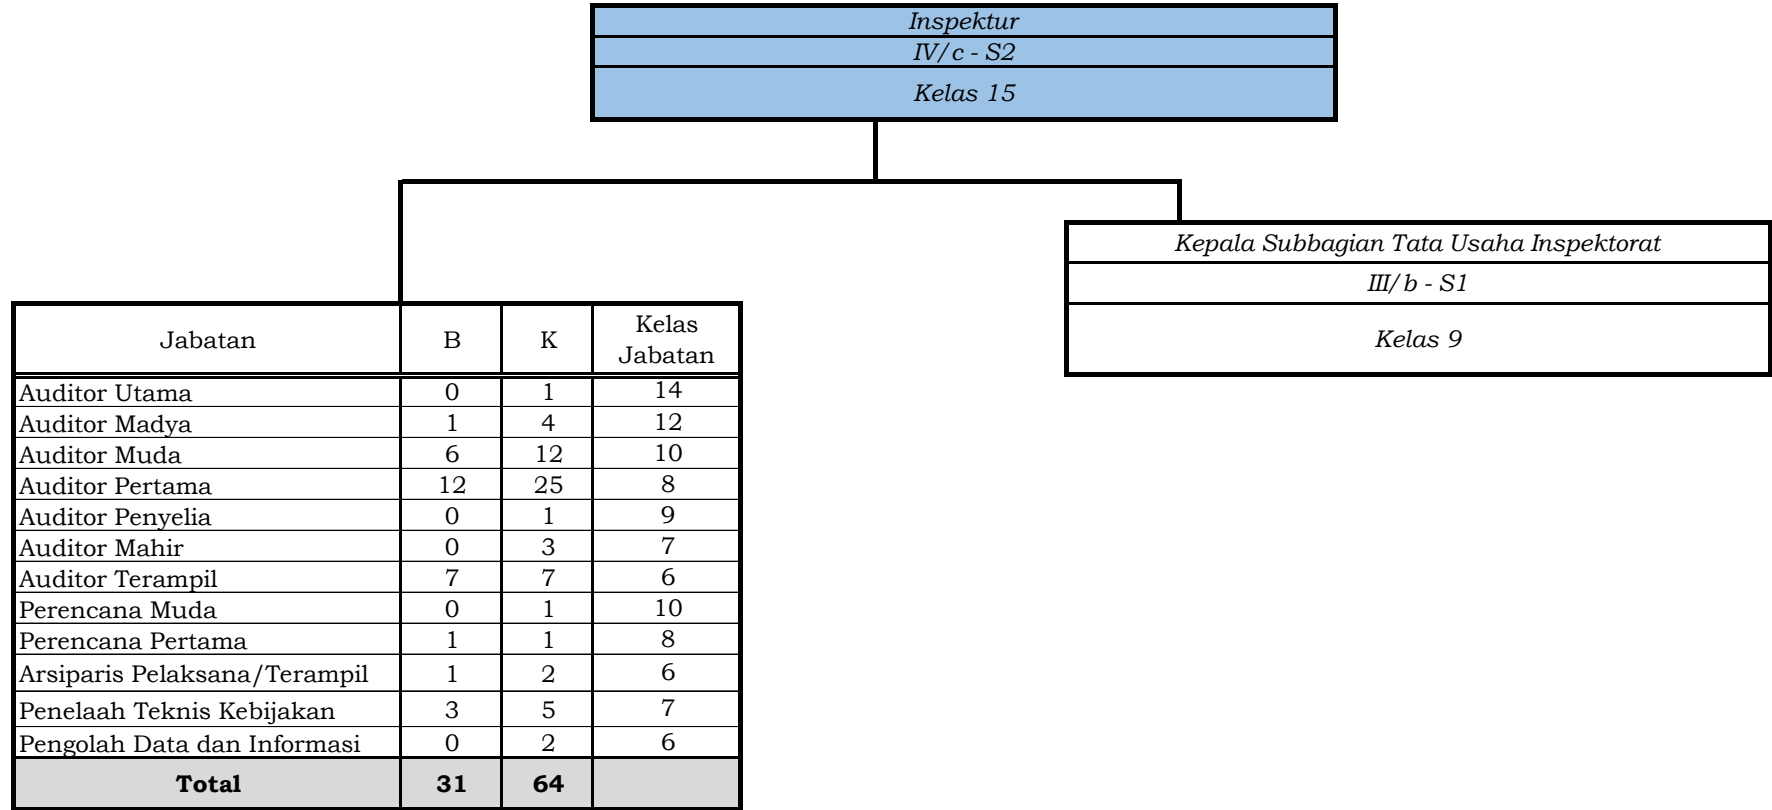 Inspektur
IV/c - S2
Kelas 15
Kepala Subbagian Tata Usaha Inspektorat
III/b - S1
Kelas 9
Jabatan B K Kelas Jabatan
Auditor Utama 0 1 14
Auditor Madya 1 4 12
Auditor Muda 6 12 10
Auditor Pertama 12 25 8
Auditor Penyelia 0 1 9
Auditor Mahir 0 3 7
Auditor Terampil 7 7 6
Perencana Muda 0 1 10
Perencana Pertama 1 1 8
Arsiparis Pelaksana/Terampil 1 2 6
Penelaah Teknis Kebijakan 3 5 7
Pengolah Data dan Informasi 0 2 6
Total 31 64